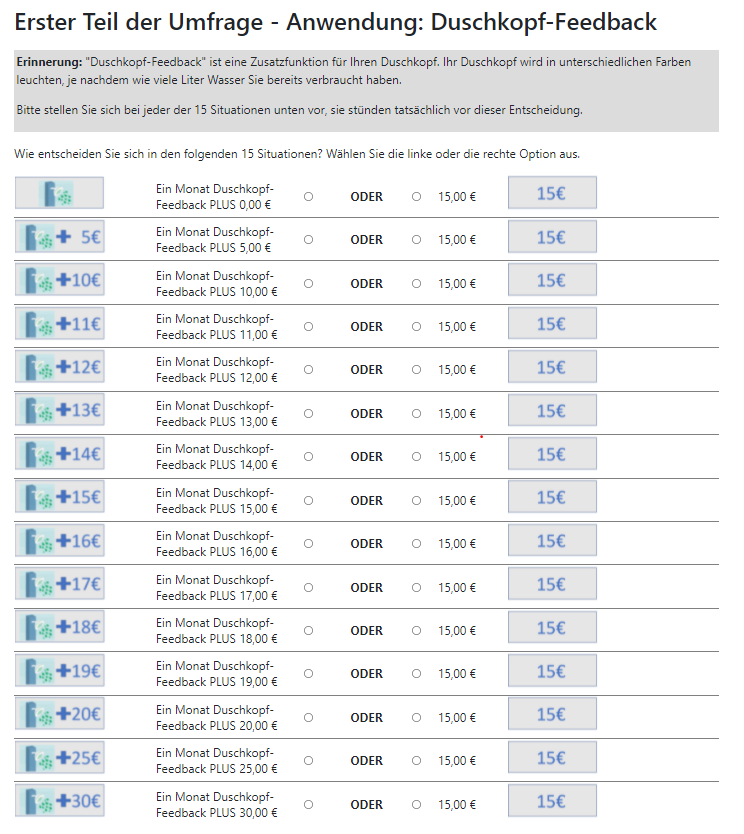 Erster Teil der Umfrage - Anwendung: Duschkopf-Feedback
Erinnerung: "Duschkopf-Feedback" ist eine Zusatzfunktion für Ihren Duschkopf. Ihr Duschkopf wird in unterschiedlichen Farben
leuchten, je nachdem wie viele Liter Wasser Sie bereits verbraucht haben.
Bitte stellen Sie sich bei jeder der 15 Situationen unten vor, sie stünden tatsächlich vor dieser Entscheidung.
Wie entscheiden Sie sich in den folgenden 15 Situationen? Wählen Sie die linke oder die rechte Option aus.
Ein Monat Duschkopf-
Feedback PLUS 0,00 € ODER 15,00 € 15€
+ 5€ Ein Monat Duschkopf-
Feedback PLUS 5,00 € ODER 15,00 € 15€
+10€ Ein Monat Duschkopf-
Feedback PLUS 10,00 € ODER 15,00 € 15€
+11€ Ein Monat Duschkopf-
Feedback PLUS 11,00 € ODER 15,00 € 15€
+12€ Ein Monat Duschkopf-
Feedback PLUS 12,00 € ODER 15,00 € 15€
+13€ Ein Monat Duschkopf-
Feedback PLUS 13,00 € ODER 15,00 € 15€
+14€ Ein Monat Duschkopf-
Feedback PLUS 14,00 € ODER 15,00 € 15€
+15€ Ein Monat Duschkopf-
Feedback PLUS 15,00 € ODER 15,00 € 15€
+16€ Ein Monat Duschkopf-
Feedback PLUS 16,00 € ODER 15,00 € 15€
+17€ Ein Monat Duschkopf-
Feedback PLUS 17,00 € ODER 15,00 € 15€
+18€ Ein Monat Duschkopf-
Feedback PLUS 18,00 € ODER 15,00 € 15€
+19€ Ein Monat Duschkopf-
Feedback PLUS 19,00 € ODER 15,00 € 15€
+20€ Ein Monat Duschkopf-
Feedback PLUS 20,00 € ODER 15,00 € 15€
+25€ Ein Monat Duschkopf-
Feedback PLUS 25,00 € ODER 15,00 € 15€
+30€ Ein Monat Duschkopf-
Feedback PLUS 30,00 € ODER 15,00 € 15€